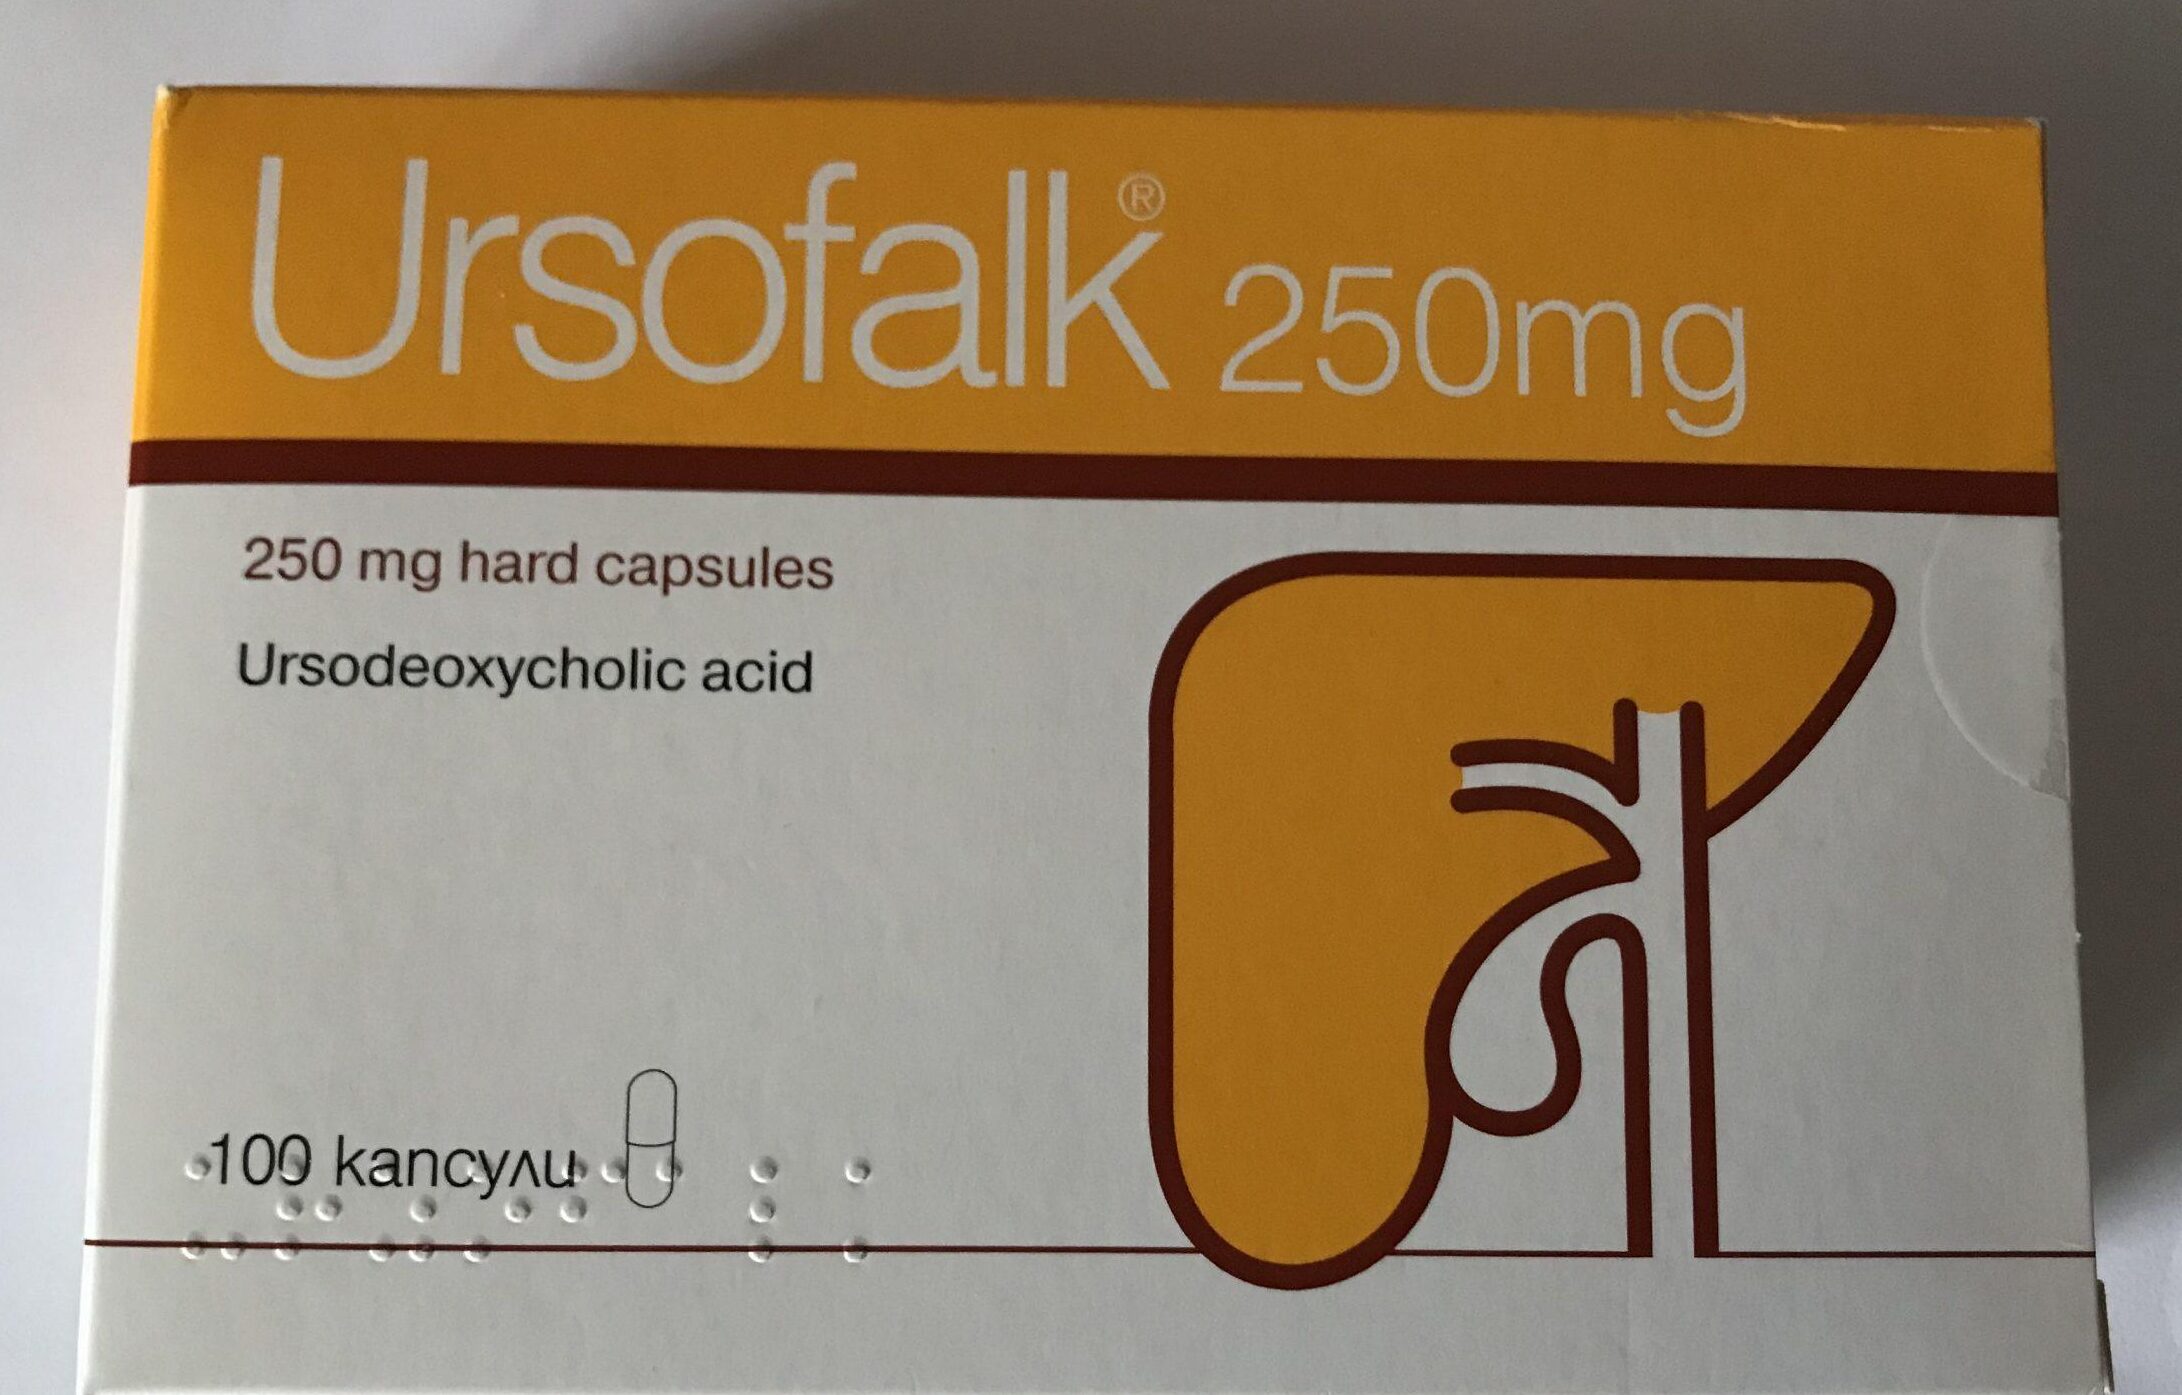 Ursofalk® 250mg
250 mg hard capsules
Ursodeoxycholic acid
100 капсули